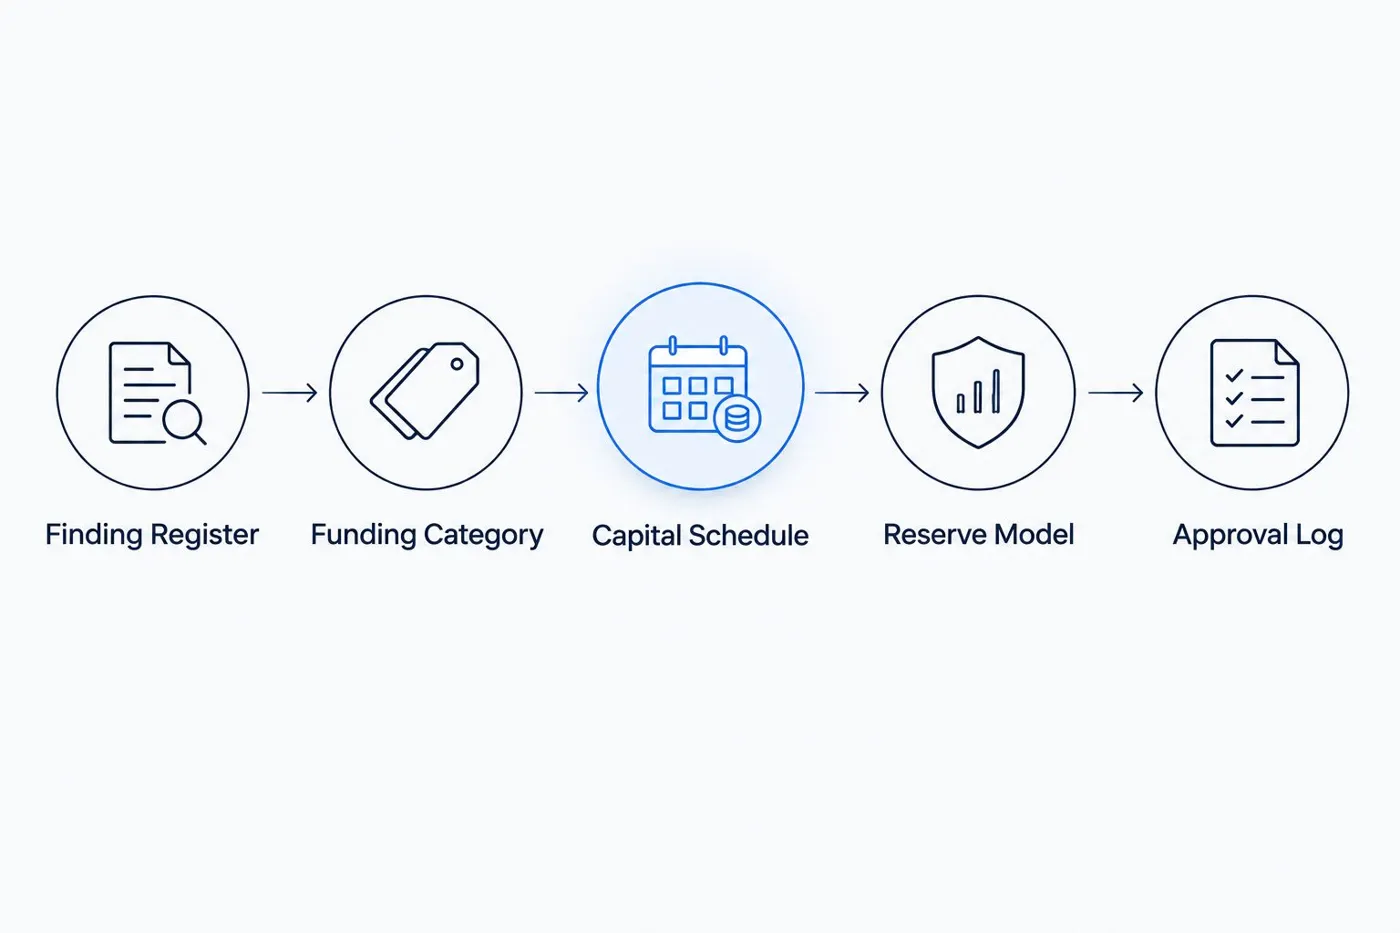 Finding Register
Funding Category
Capital Schedule
Reserve Model
Approval Log